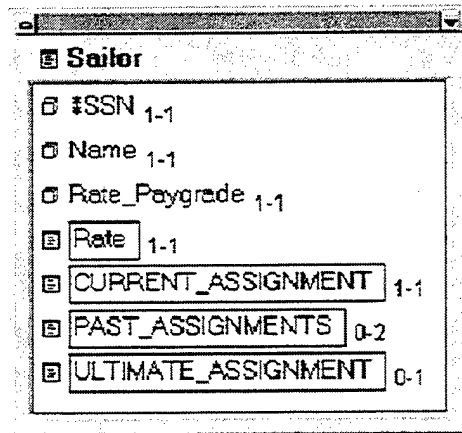 Sailor
‡SSN 1-1
Name 1-1
Rate_Paygrade 1-1
Rate 1-1
CURRENT_ASSIGNMENT 1-1
PAST_ASSIGNMENTS 0-2
ULTIMATE_ASSIGNMENT 0-1